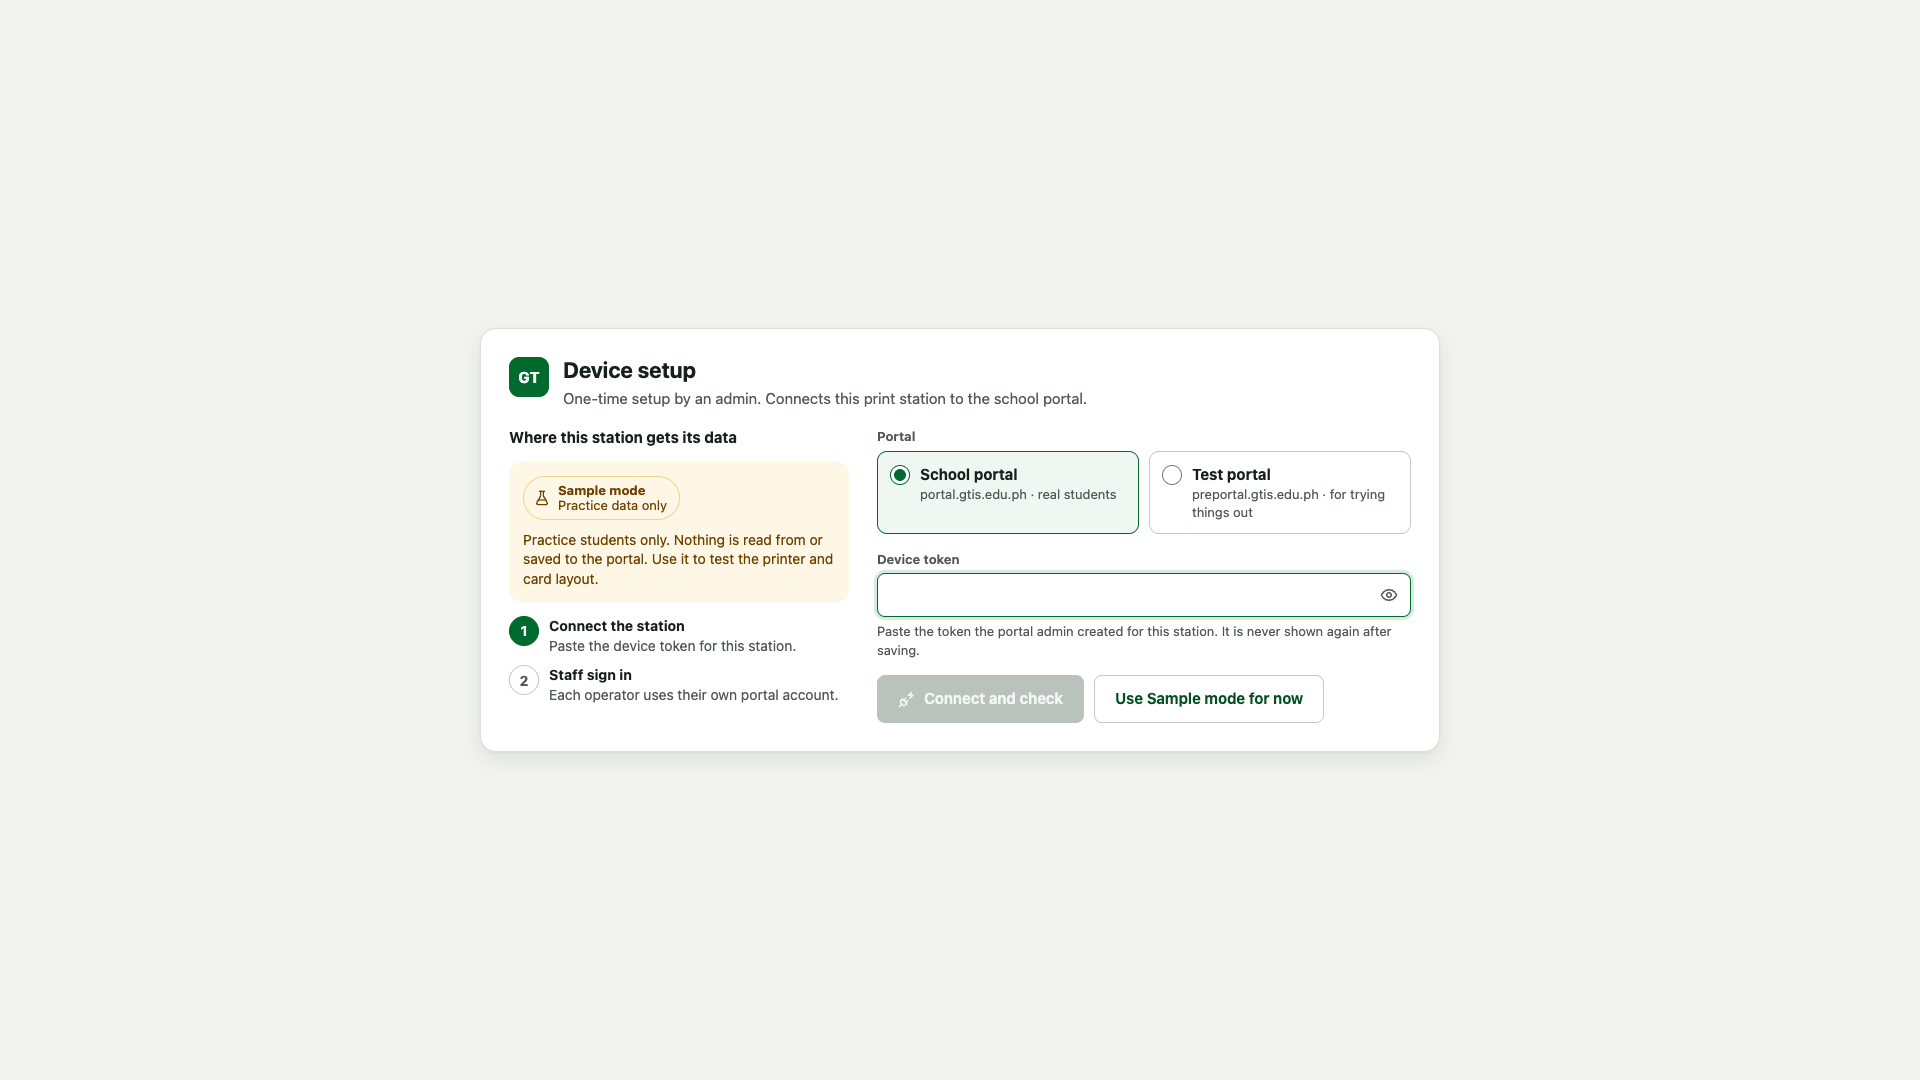 GT
Device setup
One-time setup by an admin. Connects this print station to the school portal.
Where this station gets its data
Sample mode
Practice data only
Practice students only. Nothing is read from or
saved to the portal. Use it to test the printer and
card layout.
1
Connect the station
Paste the device token for this station.
2
Staff sign in
Each operator uses their own portal account.
Portal
School portal
portal.gtis.edu.ph · real students
Test portal
preportal.gtis.edu.ph · for trying
things out
Device token
Paste the token the portal admin created for this station. It is never shown again after
saving.
Connect and check
Use Sample mode for now